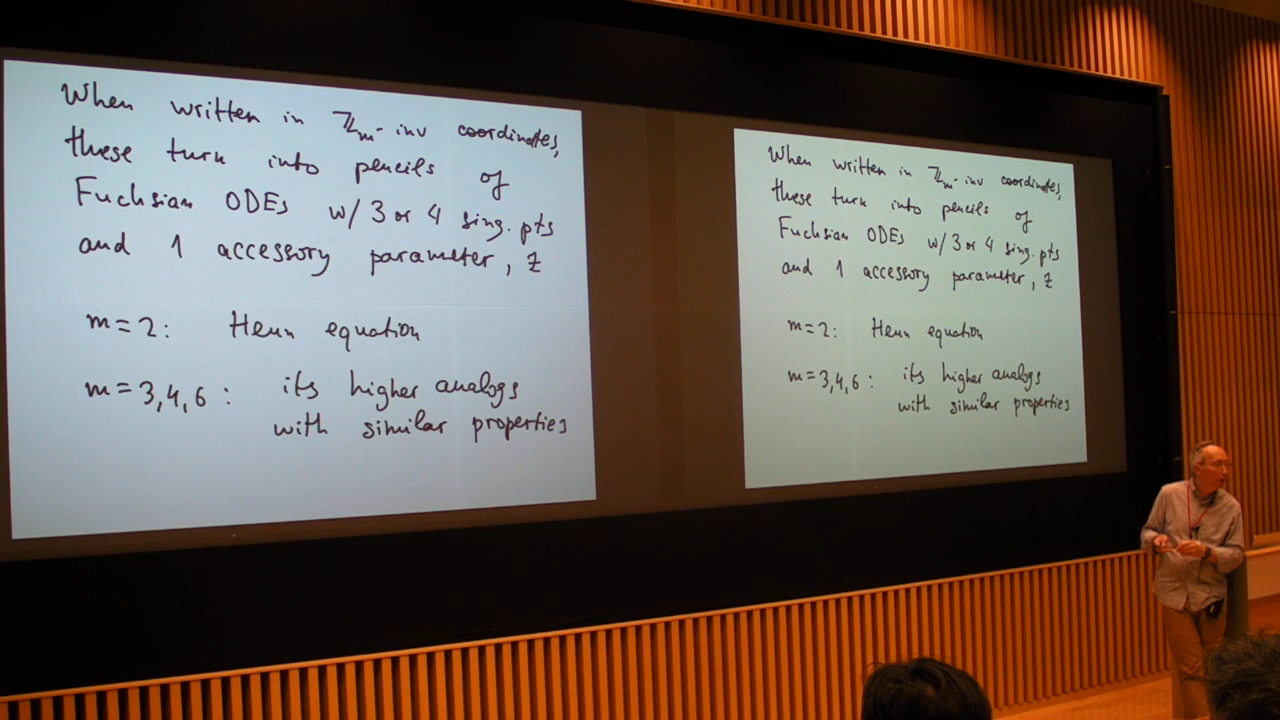 When written in ℤm-inv coordinates,
these turn into pencils of
Fuchsian ODEs w/ 3 or 4 sing. pts
and 1 accessory parameter, z
m=2: Heun equation
m=3,4,6: its higher analogs
with similar properties
When written in ℤm-inv coordinates,
these turn into pencils of
Fuchsian ODEs w/ 3 or 4 sing. pts
and 1 accessory parameter, z
m=2: Heun equation
m=3,4,6: its higher analogs
with similar properties